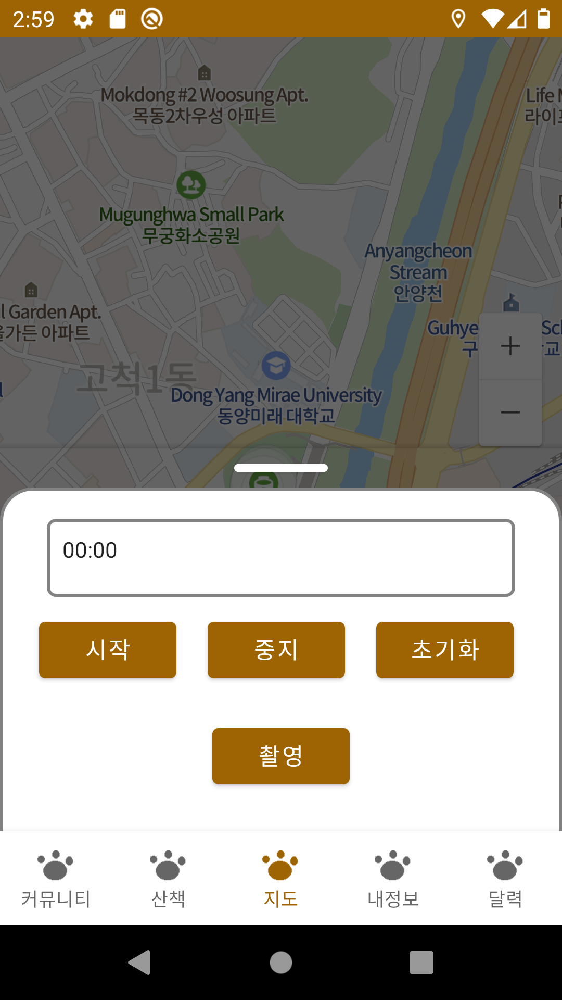 2:59
Mokdong #2 Woosung Apt.
목동2차우성 아파트
Life
라이
Mugunghwa Small Park
무궁화소공원
Anyangcheon
Stream
안양천
l Garden Apt.
가든 아파트
Guhye
구
교
고척1동
Dong Yang Mirae University
동양미래 대학교
00:00
시작
중지
초기화
촬영
커뮤니티
산책
지도
내정보
달력